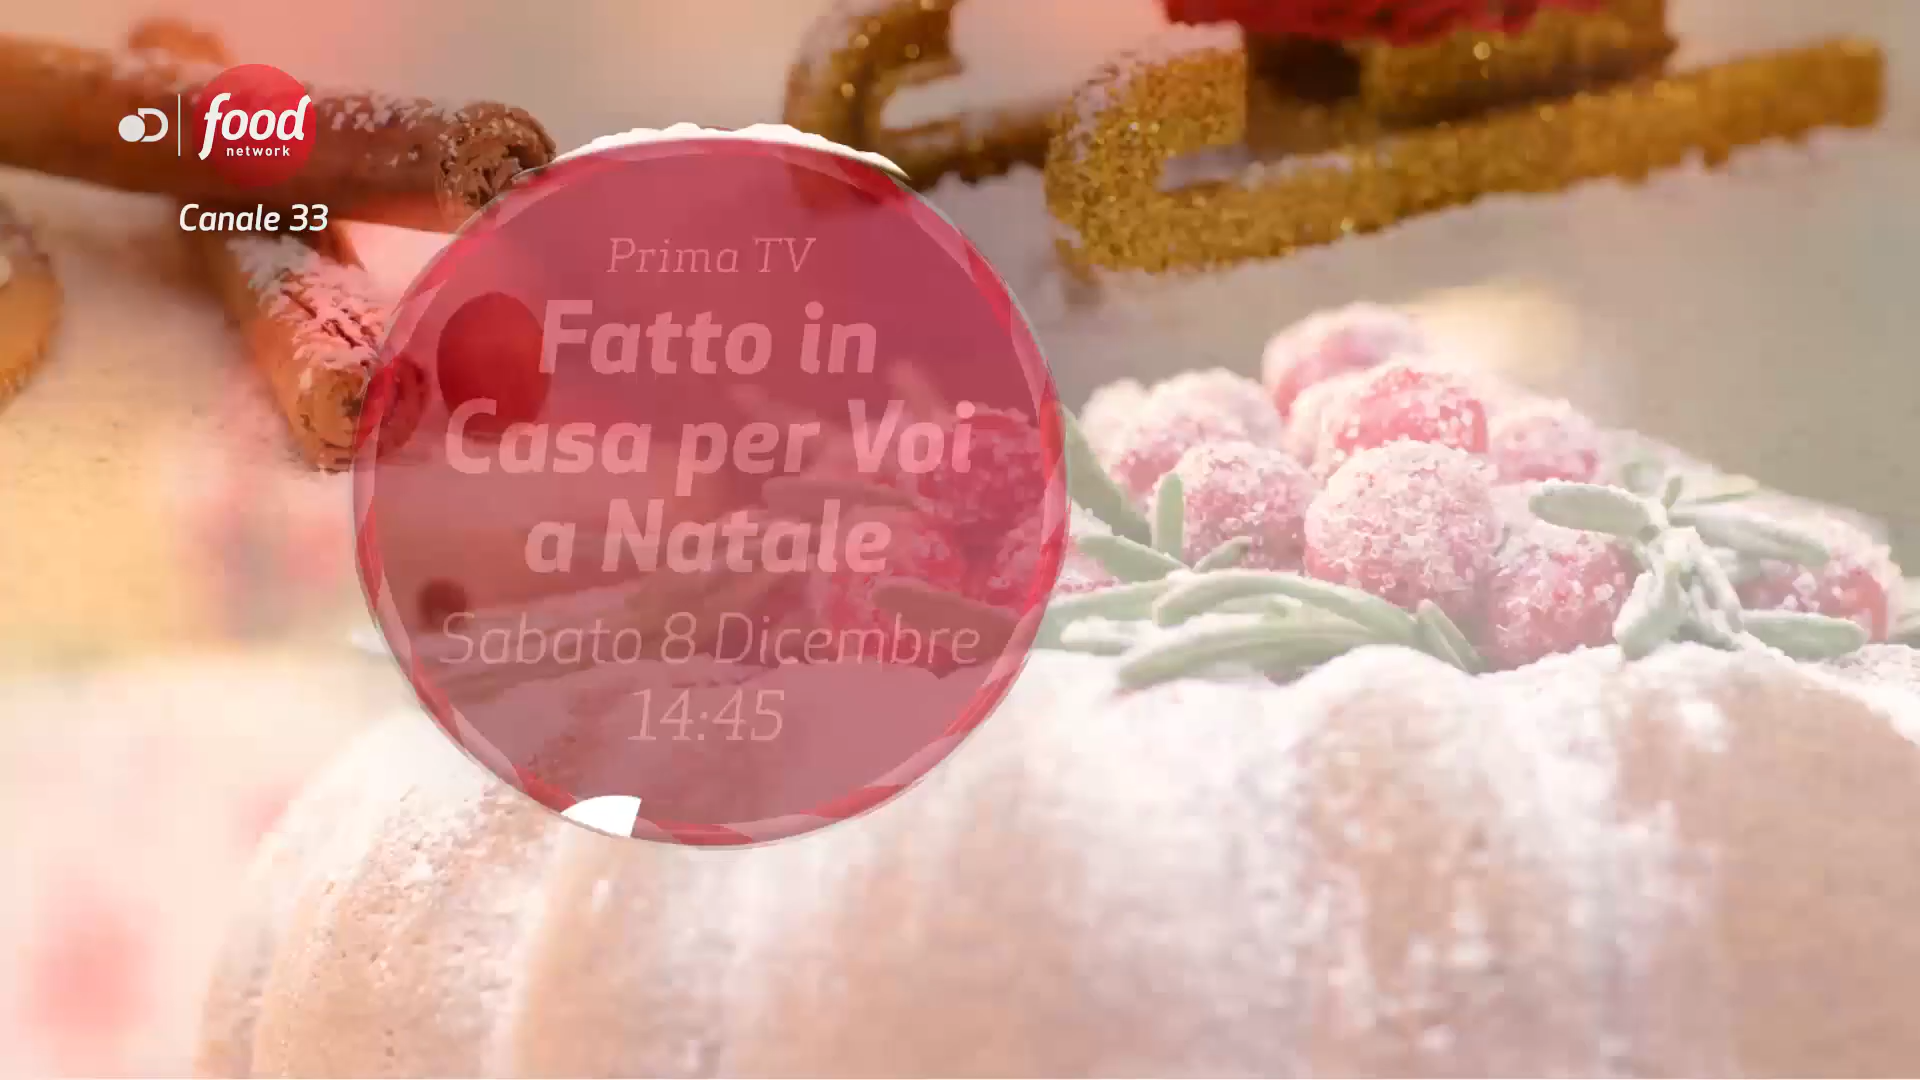 food
network
Canale 33
Prima TV
Fatto in
Casa per Voi
a Natale
Sabato 8 Dicembre
14:45